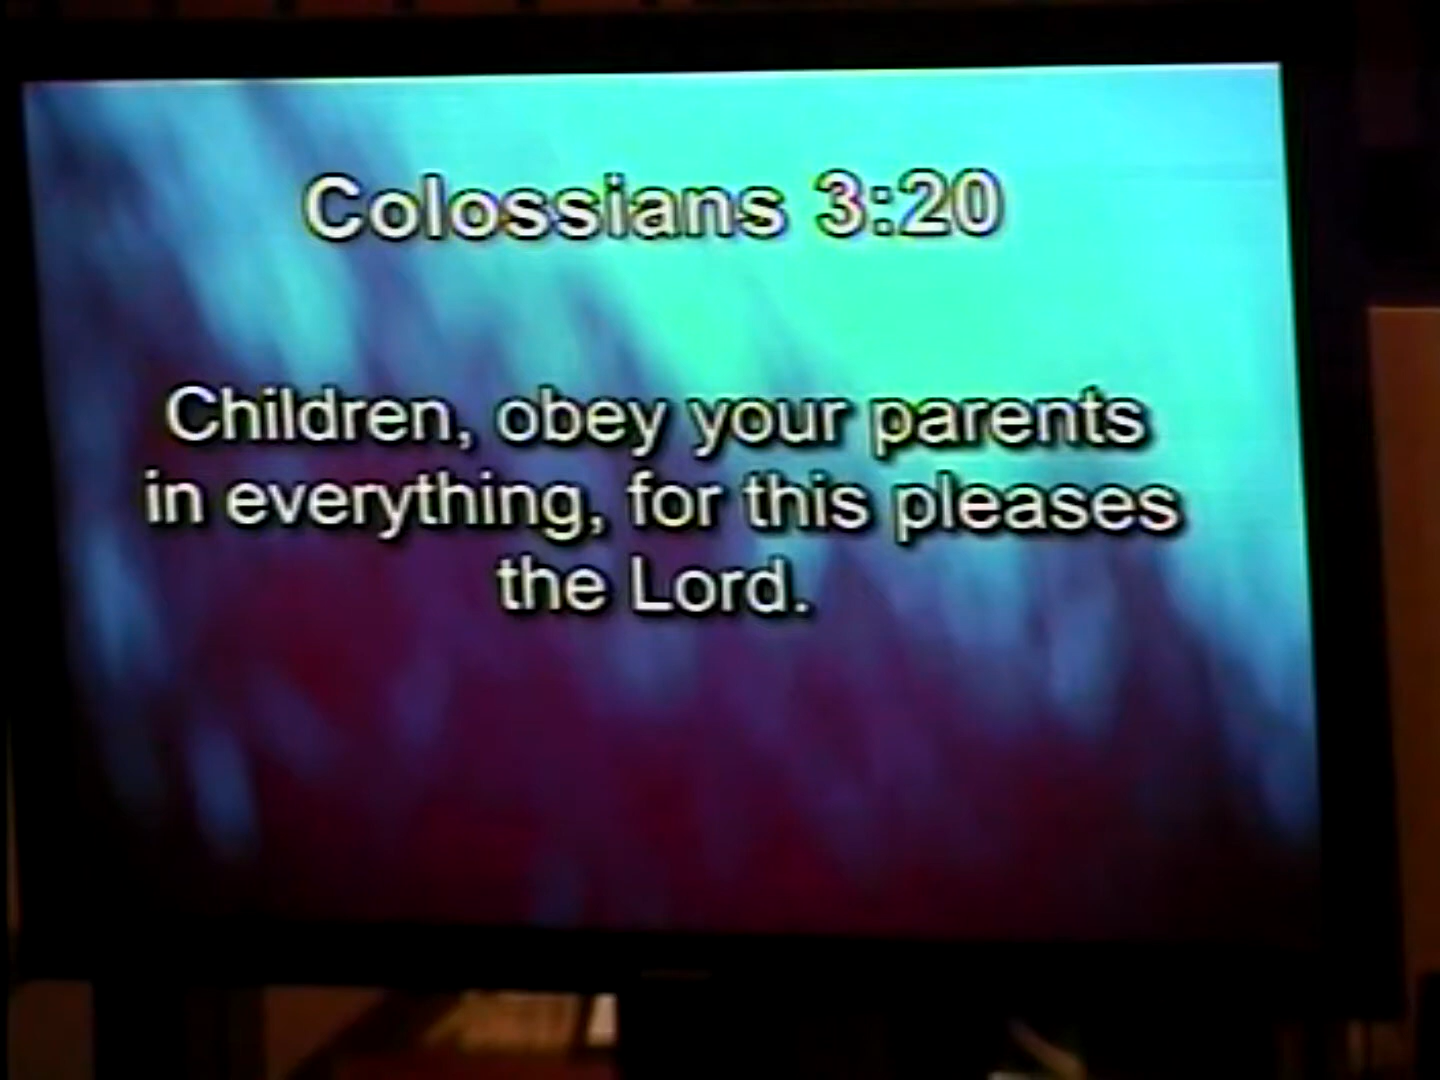 Colossians 3:20
Children, obey your parents
in everything, for this pleases
the Lord.